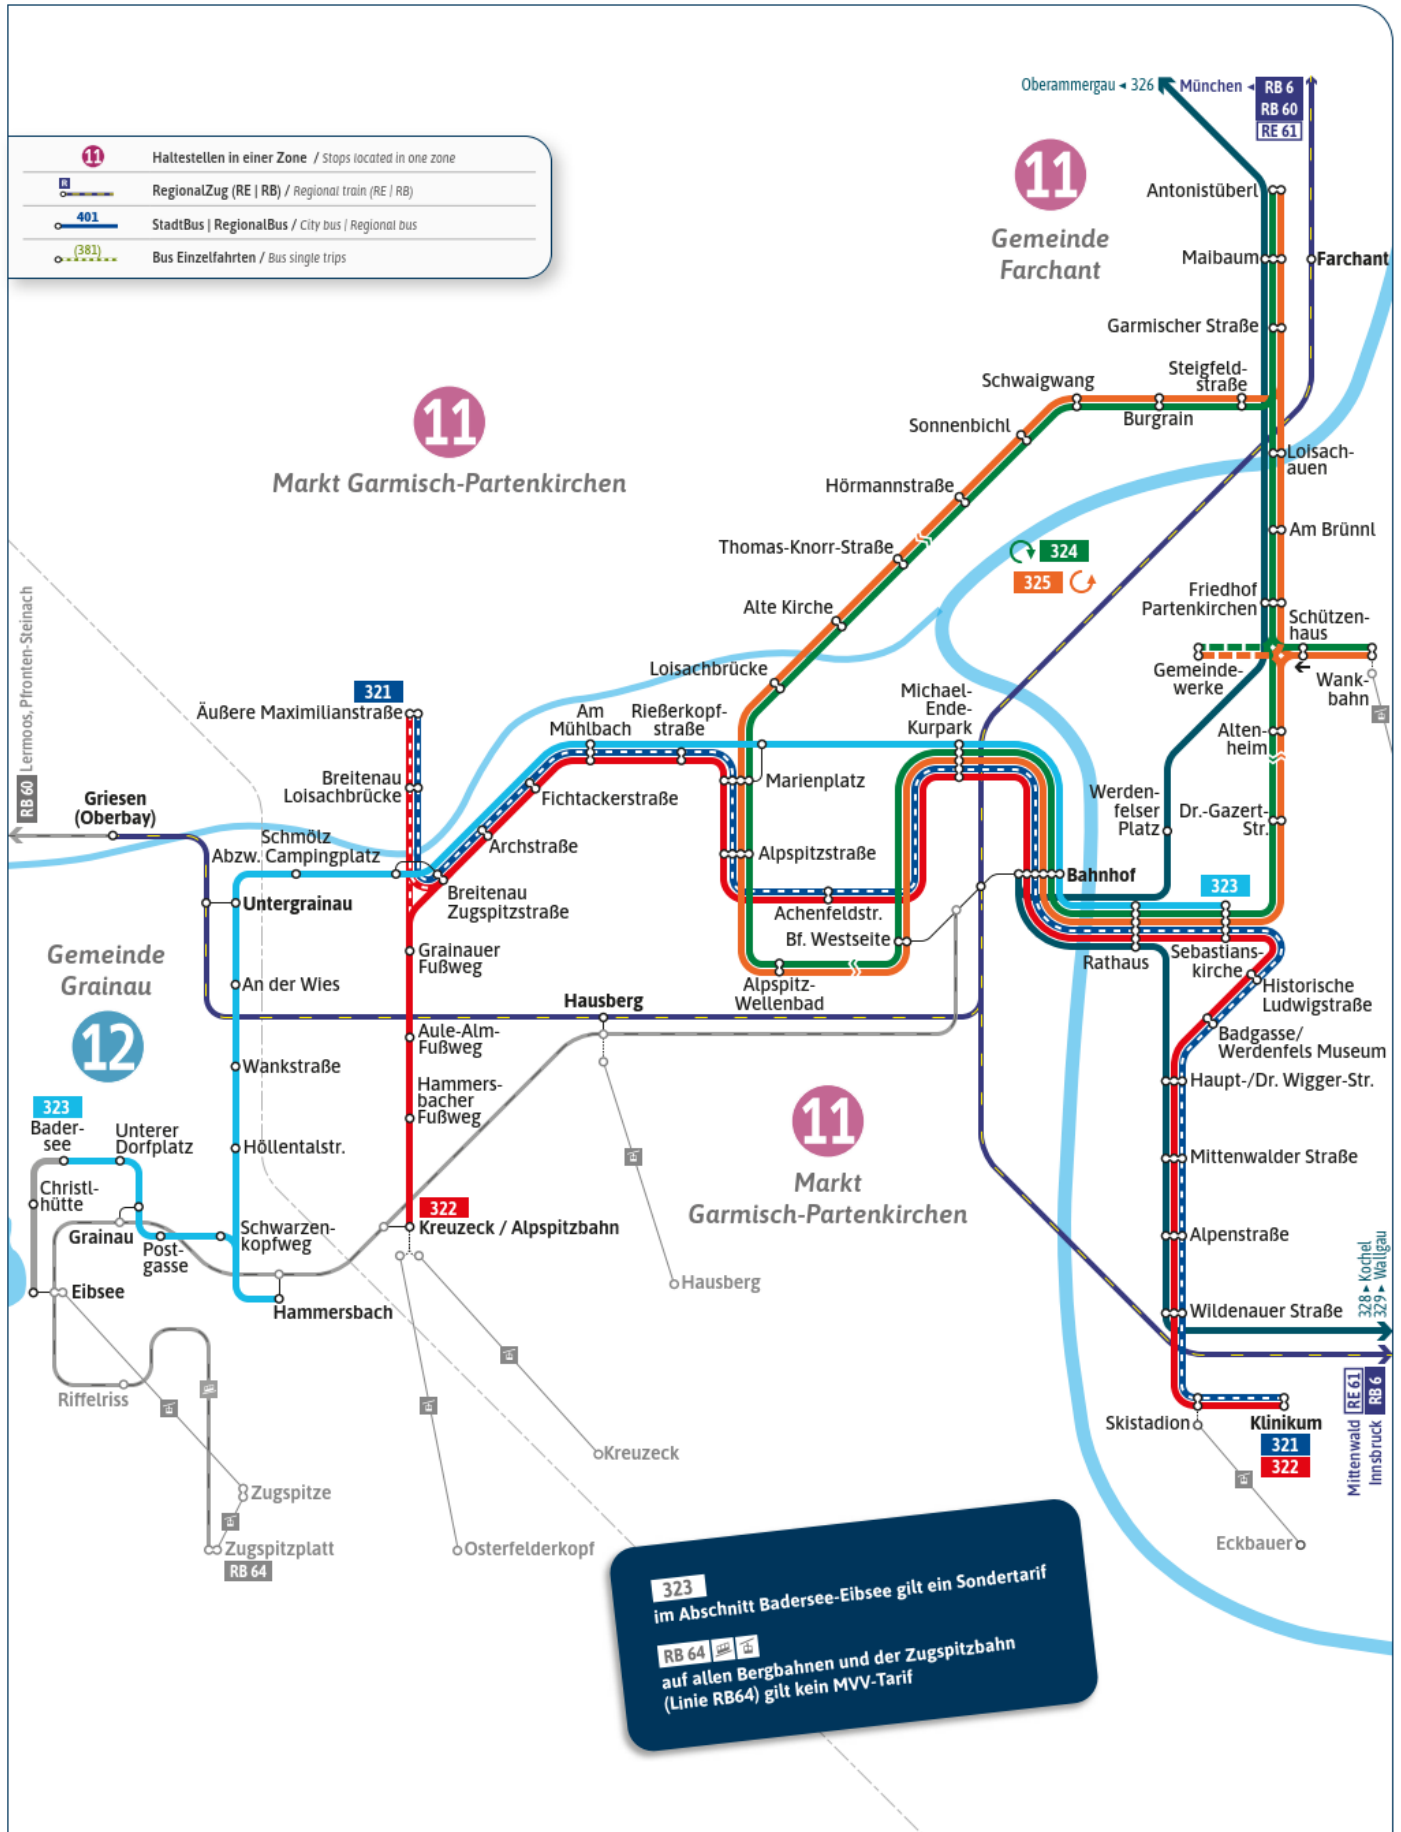 Oberammergau ◂ 326
München ◂
RB 6
RB 60
RE 61
11
Haltestellen in einer Zone / Stops located in one zone
R
RegionalZug (RE | RB) / Regional train (RE | RB)
401
StadtBus | RegionalBus / City bus | Regional bus
(381)
Bus Einzelfahrten / Bus single trips
11
Gemeinde
Farchant
Antonistüberl
Maibaum
Farchant
Garmischer Straße
Steigfeld-
straße
Schwaigwang
Burgrain
Sonnenbichl
11
Markt Garmisch-Partenkirchen
Loisach-
auen
Hörmannstraße
Am Brünnl
Thomas-Knorr-Straße
324
325
Friedhof
Partenkirchen
Schützen-
haus
Alte Kirche
Gemeinde-
werke
Wank-
bahn
Loisachbrücke
RB 60
Lermoos, Pfronten-Steinach
321
Äußere Maximilianstraße
Am
Mühlbach
Rießerkopf-
straße
Michael-
Ende-
Kurpark
Alten-
heim
Breitenau
Loisachbrücke
Marienplatz
Fichtackerstraße
Griesen
(Oberbay)
Werden-
felser
Platz
Dr.-Gazert-
Str.
Schmölz
Abzw. Campingplatz
Archstraße
Alpspitzstraße
Breitenau
Zugspitzstraße
Bahnhof
323
Untergrainau
Achenfeldstr.
Bf. Westseite
Rathaus
Sebastians-
kirche
Grainauer
Fußweg
Gemeinde
Grainau
12
An der Wies
Alpspitz-
Wellenbad
Historische
Ludwigstraße
Hausberg
Aule-Alm-
Fußweg
Badgasse/
Werdenfels Museum
Wankstraße
Hammers-
bacher
Fußweg
Haupt-/Dr. Wigger-Str.
11
Markt
Garmisch-Partenkirchen
323
Bader-
see
Unterer
Dorfplatz
Höllentalstr.
Mittenwalder Straße
Christl-
hütte
322
Kreuzeck / Alpspitzbahn
Grainau
Post-
gasse
Schwarzen-
kopfweg
Alpenstraße
Eibsee
Hammersbach
Hausberg
Wildenauer Straße
328 ▸ Kochel
329 ▸ Wallgau
Riffelriss
Skistadion
Klinikum
321
322
Mittenwald
RE 61
Innsbruck
RB 6
Kreuzeck
Zugspitze
Zugspitzplatt
RB 64
Osterfelderkopf
Eckbauer
323
im Abschnitt Badersee-Eibsee gilt ein Sondertarif
RB 64
auf allen Bergbahnen und der Zugspitzbahn
(Linie RB64) gilt kein MVV-Tarif